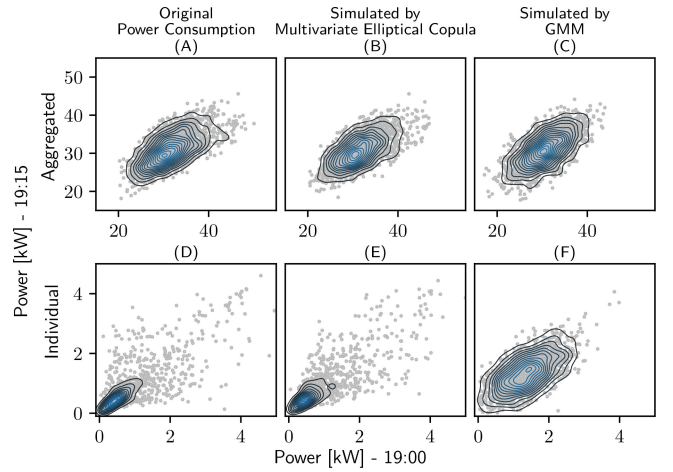 Original
Power Consumption
(A)
Simulated by
Multivariate Elliptical Copula
(B)
Simulated by
GMM
(C)
Power [kW] - 19:15
Aggregated
50
40
30
20
20 40
20 40
20 40
(D) (E) (F)
Individual
4
2
0
0 2 4
0 2 4
0 2 4
Power [kW] - 19:00